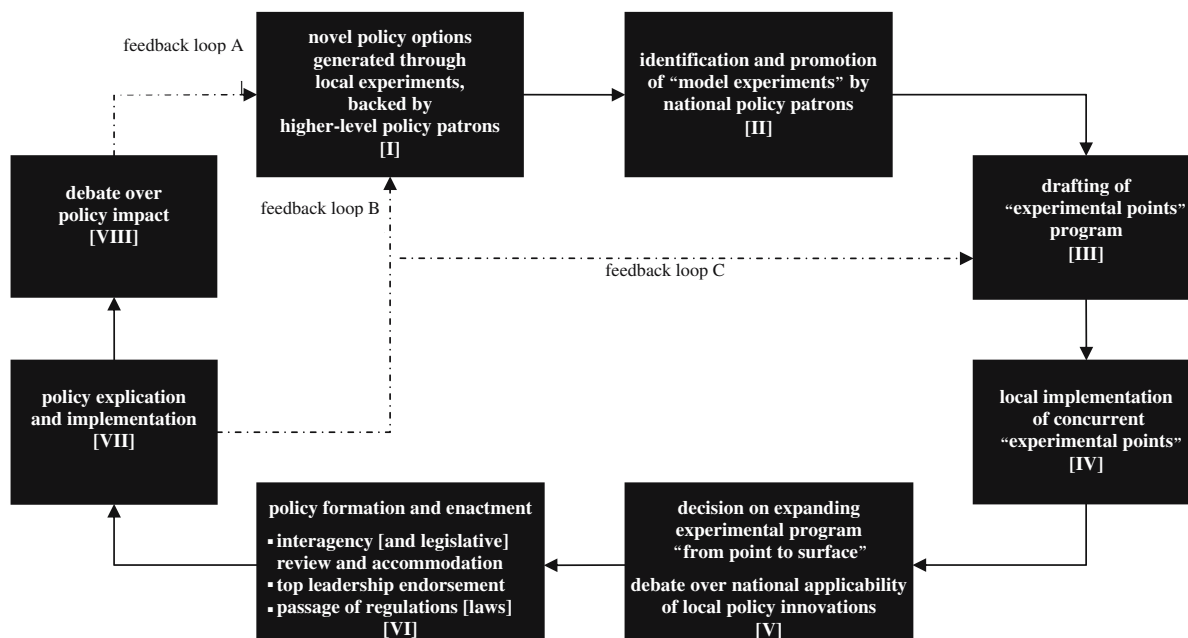 feedback loop A
novel policy options
generated through
local experiments,
backed by
higher-level policy patrons
[I]
identification and promotion
of “model experiments” by
national policy patrons
[II]
debate over
policy impact
[VIII]
feedback loop B
drafting of
“experimental points”
program
[III]
feedback loop C
policy explication
and implementation
[VII]
local implementation
of concurrent
“experimental points”
[IV]
policy formation and enactment
▪ interagency [and legislative]
review and accommodation
▪ top leadership endorsement
▪ passage of regulations [laws]
[VI]
decision on expanding
experimental program
“from point to surface”
debate over national applicability
of local policy innovations
[V]